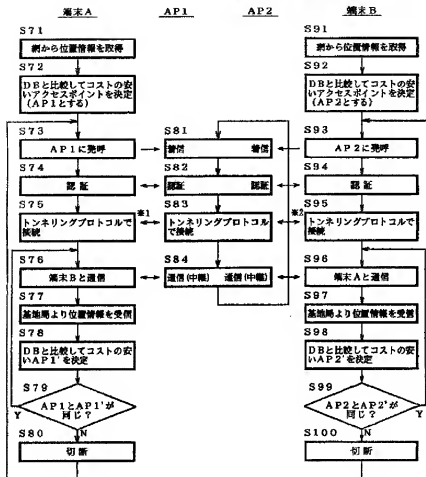 端末A AP1 AP2 端末B
S71
網から位置情報を取得
S72
DBと比較してコストの安
いアクセスポイントを決定
(AP1とする)
S73
AP1に発呼
S74
認証
S75
トンネリングプロトコルで
接続
※1
S76
端末Bと通信
S77
基地局より位置情報を受信
S78
DBと比較してコストの安
いAP1'を決定
S79
AP1とAP1'が
同じ?
Y
N
S80
切断
S81
着信 着信
S82
認証 認証
S83
トンネリングプロトコル
で接続
※2
S84
通信(中継) 通信(中継)
S91
網から位置情報を取得
S92
DBと比較してコストの安
いアクセスポイントを決定
(AP2とする)
S93
AP2に発呼
S94
認証
S95
トンネリングプロトコルで
接続
S96
端末Aと通信
S97
基地局より位置情報を受信
S98
DBと比較してコストの安
いAP2'を決定
S99
AP2とAP2'が
同じ?
Y
N
S100
切断